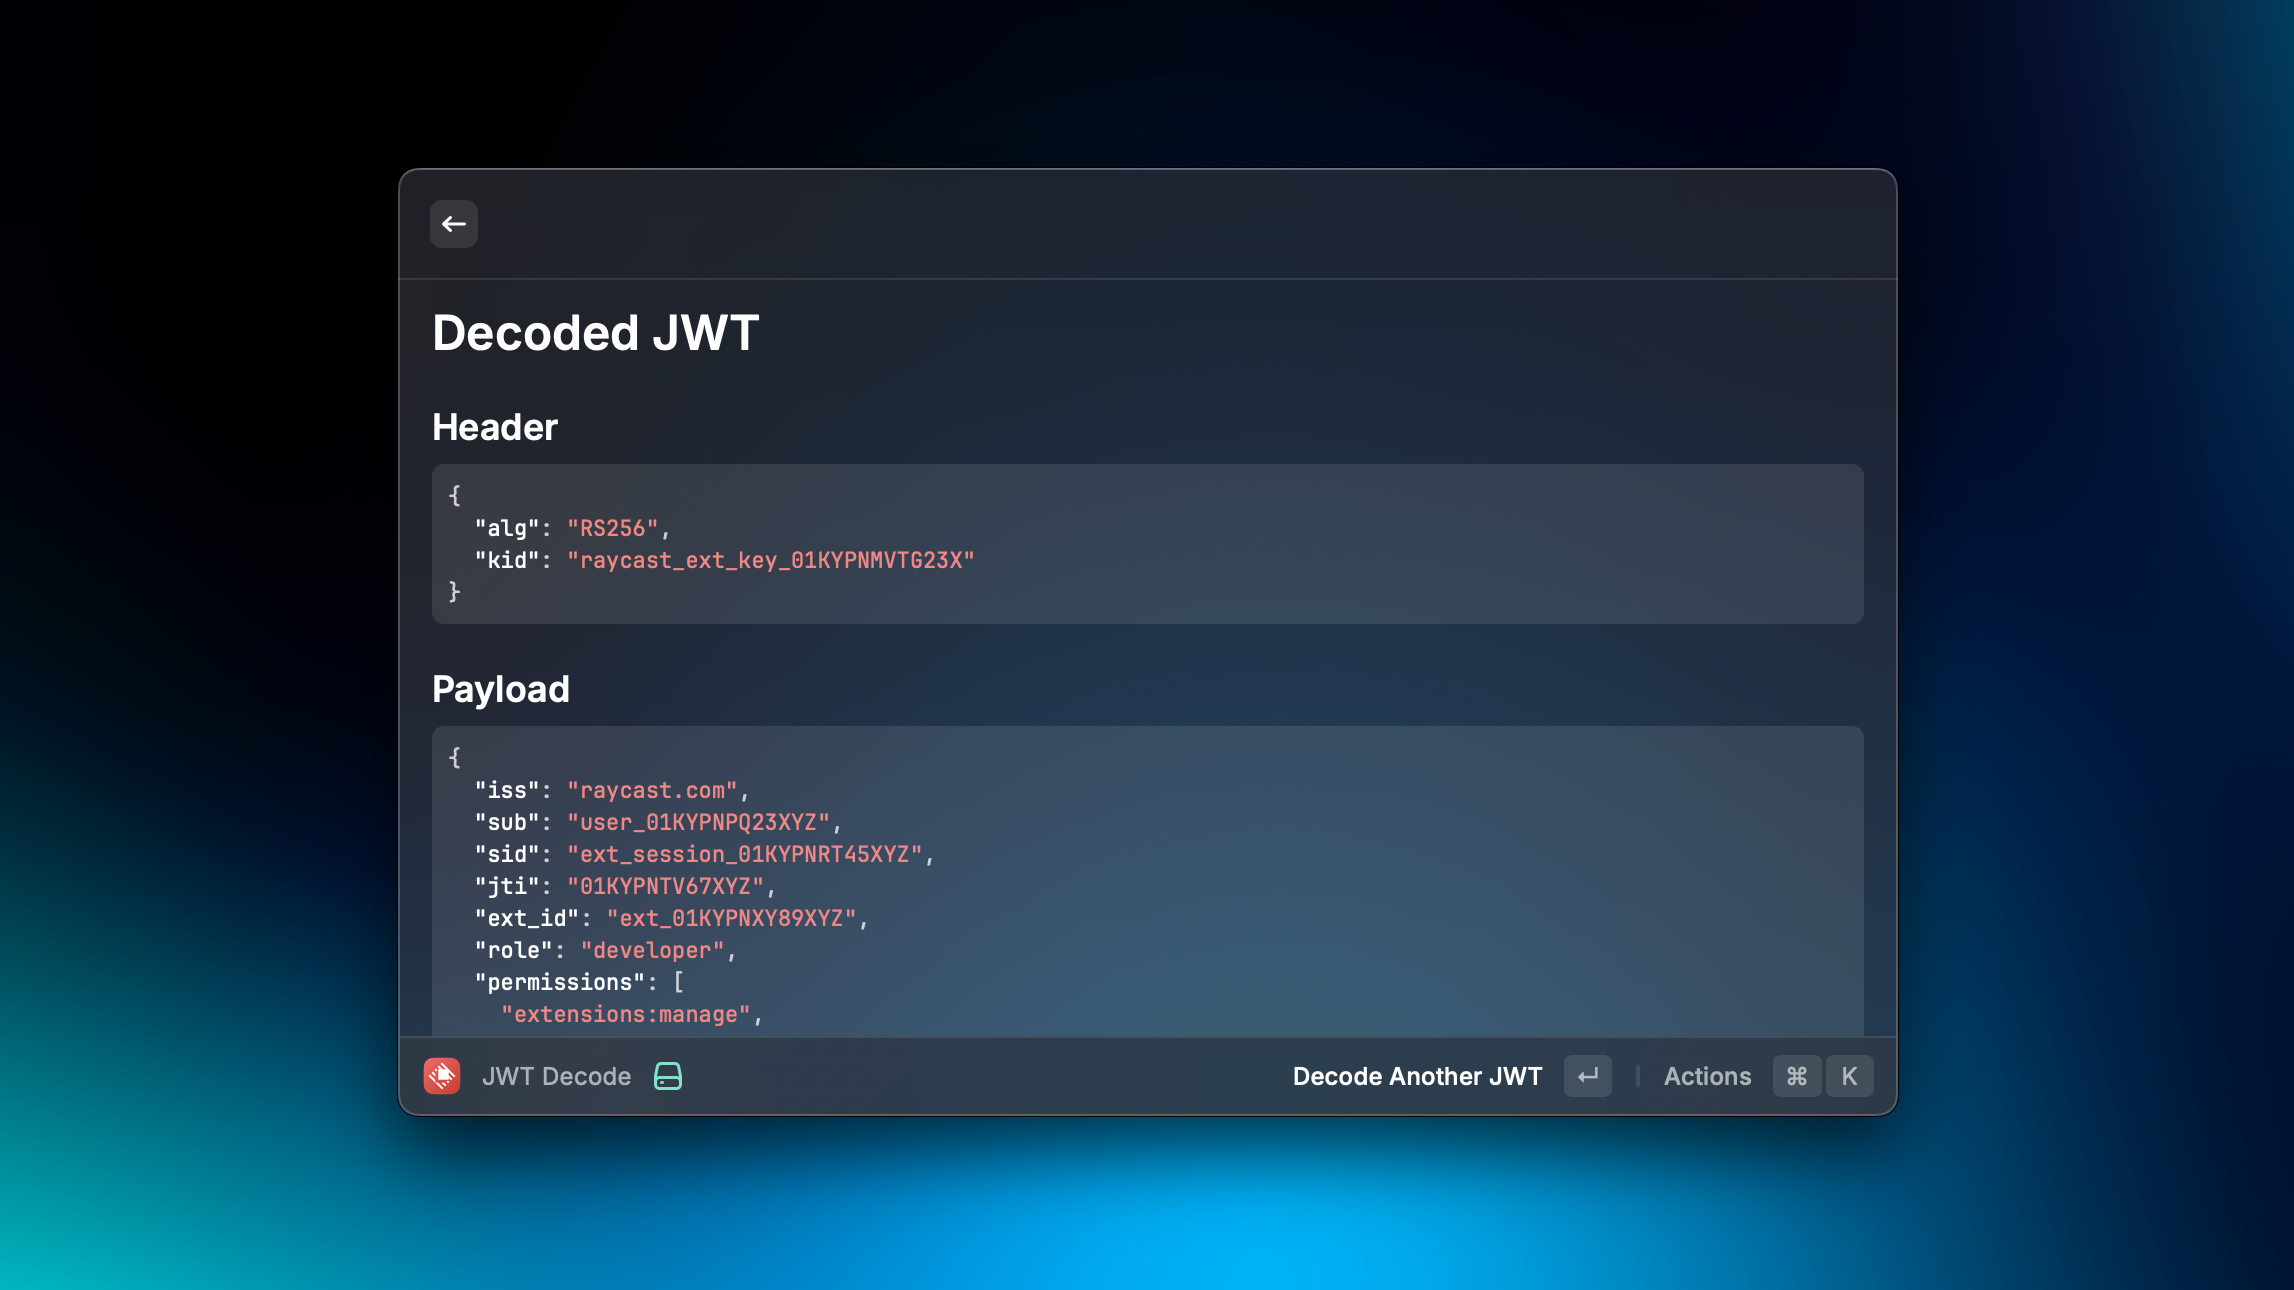 Decoded JWT
Header
{
  "alg": "RS256",
  "kid": "raycast_ext_key_01KYPNMVTG23X"
}
Payload
{
  "iss": "raycast.com",
  "sub": "user_01KYPNPQ23XYZ",
  "sid": "ext_session_01KYPNRT45XYZ",
  "jti": "01KYPNTV67XYZ",
  "ext_id": "ext_01KYPNXY89XYZ",
  "role": "developer",
  "permissions": [
    "extensions:manage",
JWT Decode Decode Another JWT ↵ Actions ⌘ K